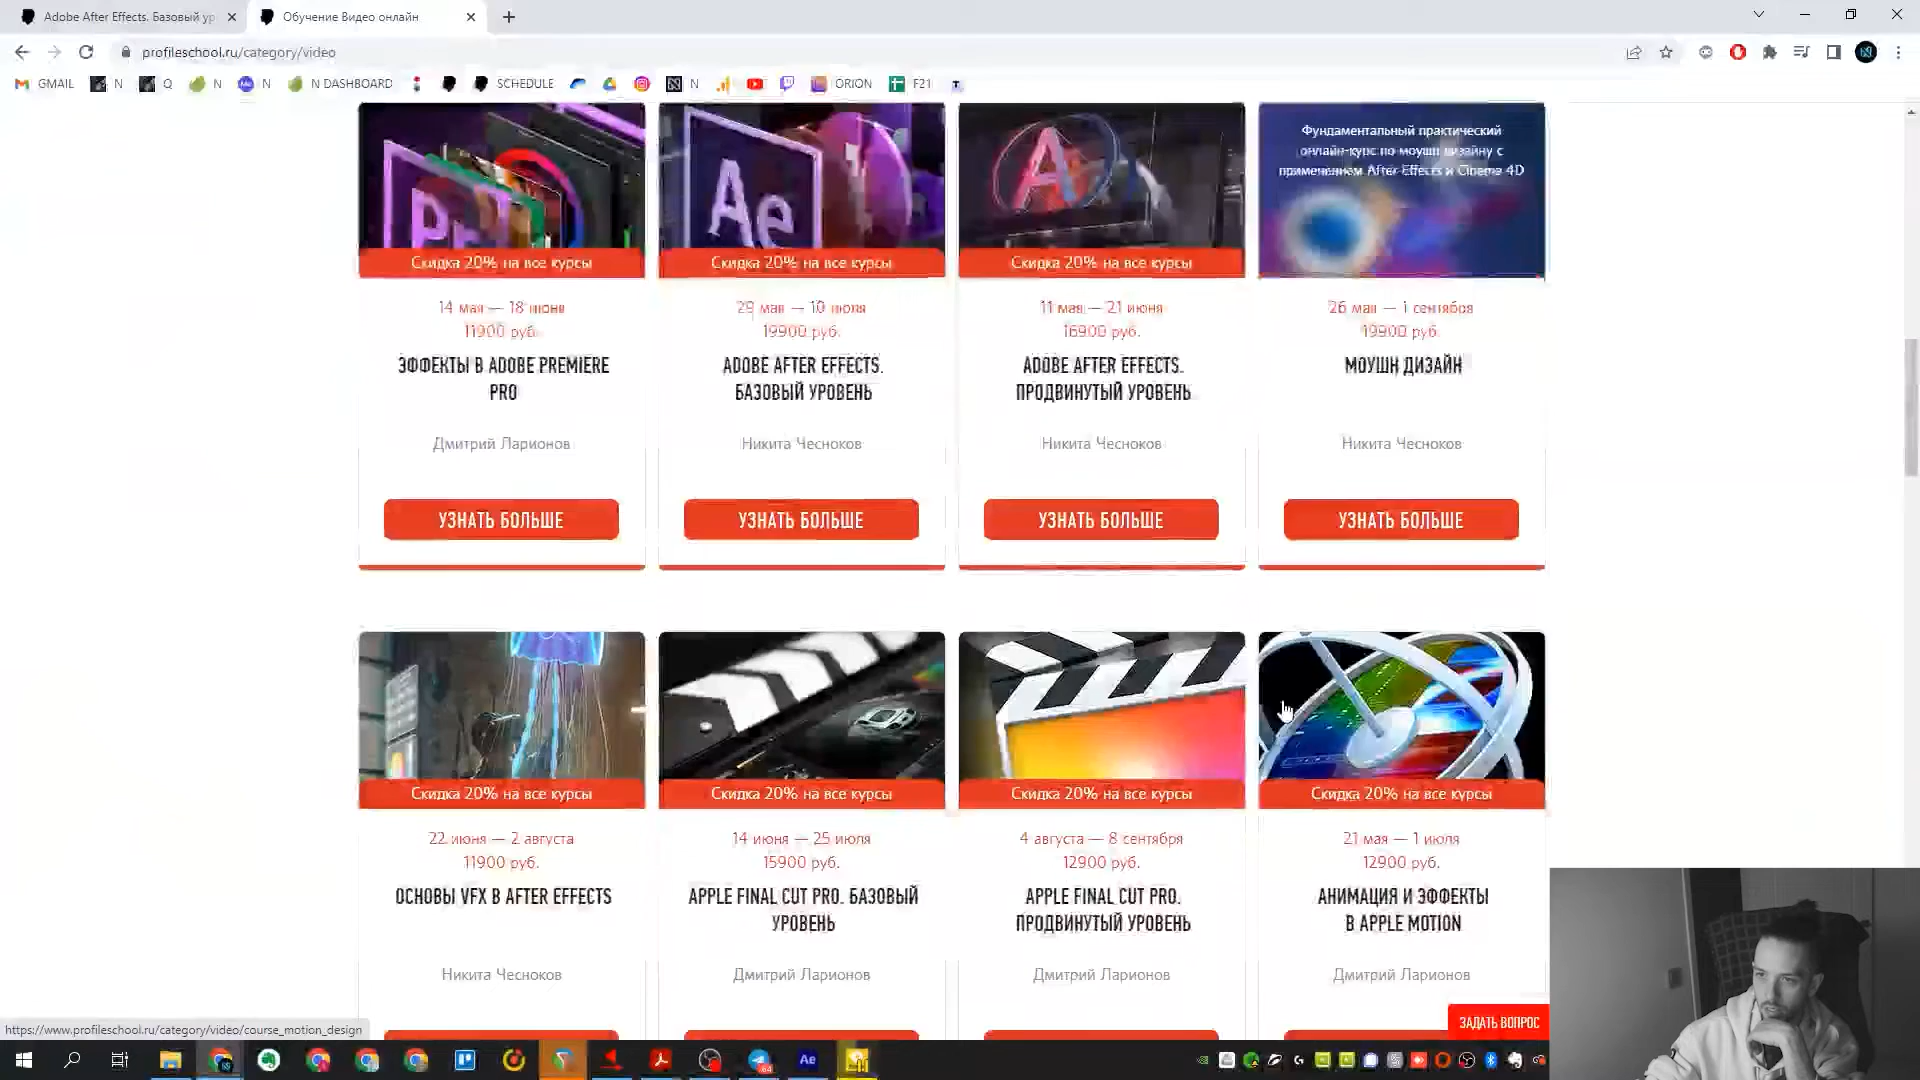 Adobe After Effects. Базовый ур
Обучение Видео онлайн
profileschool.ru/category/video
GMAIL
N
Q
N
N
N DASHBOARD
SCHEDULE
N
ORION
F21
Фундаментальный практический
онлайн-курс по моушн дизайну с
применением After Effects и Cinema 4D
Pr
Ae
Скидка 20% на все курсы
Скидка 20% на все курсы
Скидка 20% на все курсы
14 мая — 18 июня
11900 руб.
ЭФФЕКТЫ В ADOBE PREMIERE
PRO
Дмитрий Ларионов
УЗНАТЬ БОЛЬШЕ
29 мая — 10 июля
19900 руб.
ADOBE AFTER EFFECTS.
БАЗОВЫЙ УРОВЕНЬ
Никита Чесноков
УЗНАТЬ БОЛЬШЕ
11 мая — 21 июня
16900 руб.
ADOBE AFTER EFFECTS.
ПРОДВИНУТЫЙ УРОВЕНЬ
Никита Чесноков
УЗНАТЬ БОЛЬШЕ
26 мая — 1 сентября
19900 руб.
МОУШН ДИЗАЙН
Никита Чесноков
УЗНАТЬ БОЛЬШЕ
Скидка 20% на все курсы
22 июня — 2 августа
11900 руб.
ОСНОВЫ VFX В AFTER EFFECTS
Никита Чесноков
Скидка 20% на все курсы
14 июня — 25 июля
15900 руб.
APPLE FINAL CUT PRO. БАЗОВЫЙ
УРОВЕНЬ
Дмитрий Ларионов
Скидка 20% на все курсы
4 августа — 8 сентября
12900 руб.
APPLE FINAL CUT PRO.
ПРОДВИНУТЫЙ УРОВЕНЬ
Дмитрий Ларионов
Скидка 20% на все курсы
21 мая — 1 июля
12900 руб.
АНИМАЦИЯ И ЭФФЕКТЫ
В APPLE MOTION
Дмитрий Ларионов
ЗАДАТЬ ВОПРОС
https://www.profileschool.ru/category/video/course_motion_design
Ae